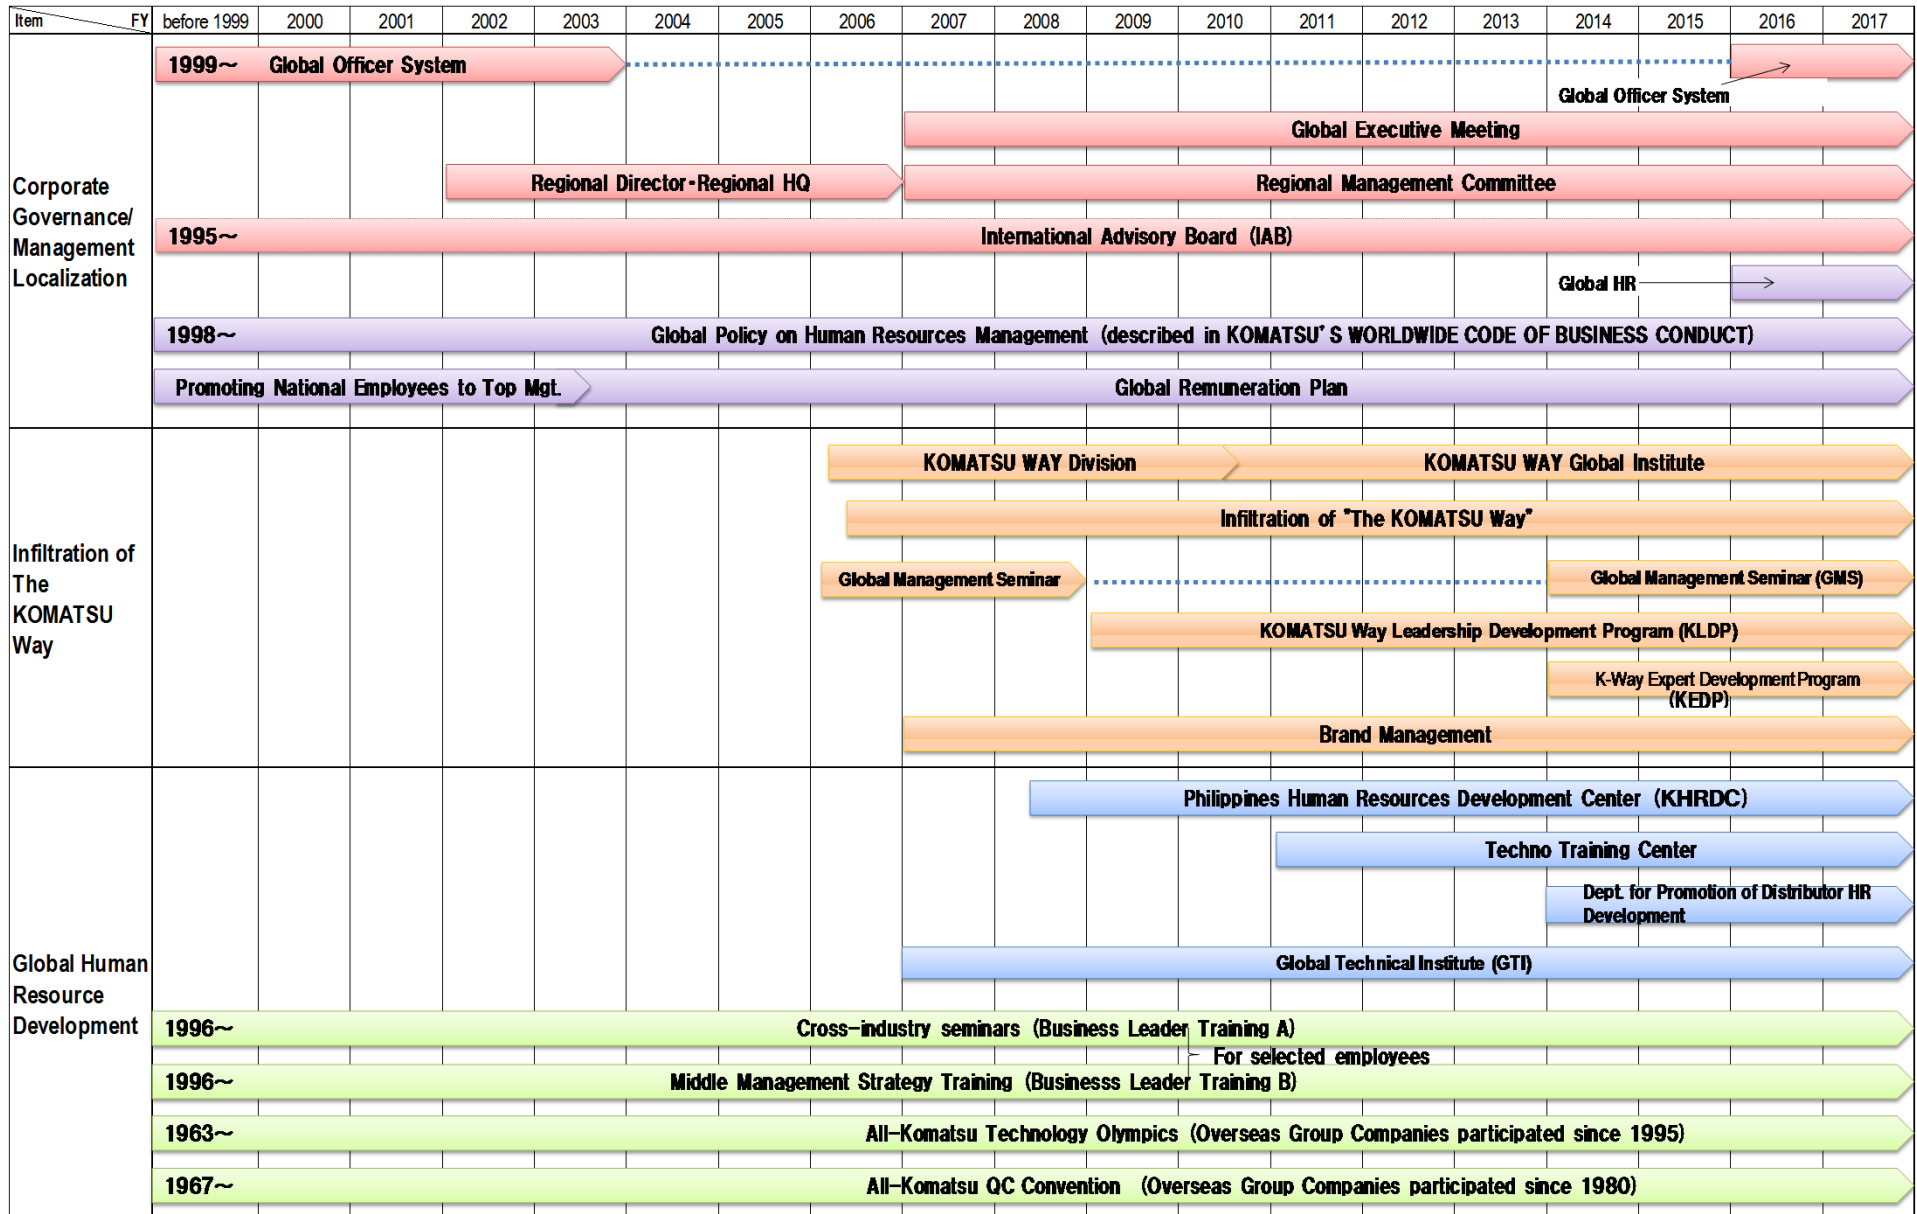 Item FY before 1999 2000 2001 2002 2003 2004 2005 2006 2007 2008 2009 2010 2011 2012 2013 2014 2015 2016 2017
Corporate
Governance/
Management
Localization
1999～ Global Officer System
Global Officer System
Global Executive Meeting
Regional Director・Regional HQ Regional Management Committee
1995～ International Advisory Board (IAB)
Global HR
1998～ Global Policy on Human Resources Management (described in KOMATSU'S WORLDWIDE CODE OF BUSINESS CONDUCT)
Promoting National Employees to Top Mgt. Global Remuneration Plan
Infiltration of
The
KOMATSU
Way
KOMATSU WAY Division KOMATSU WAY Global Institute
Infiltration of "The KOMATSU Way"
Global Management Seminar Global Management Seminar (GMS)
KOMATSU Way Leadership Development Program (KLDP)
K-Way Expert Development Program
(KEDP)
Brand Management
Global Human
Resource
Development
Philippines Human Resources Development Center (KHRDC)
Techno Training Center
Dept. for Promotion of Distributor HR
Development
Global Technical Institute (GTI)
1996～ Cross-industry seminars (Business Leader Training A)
For selected employees
1996～ Middle Management Strategy Training (Businesss Leader Training B)
1963～ All-Komatsu Technology Olympics (Overseas Group Companies participated since 1995)
1967～ All-Komatsu QC Convention (Overseas Group Companies participated since 1980)